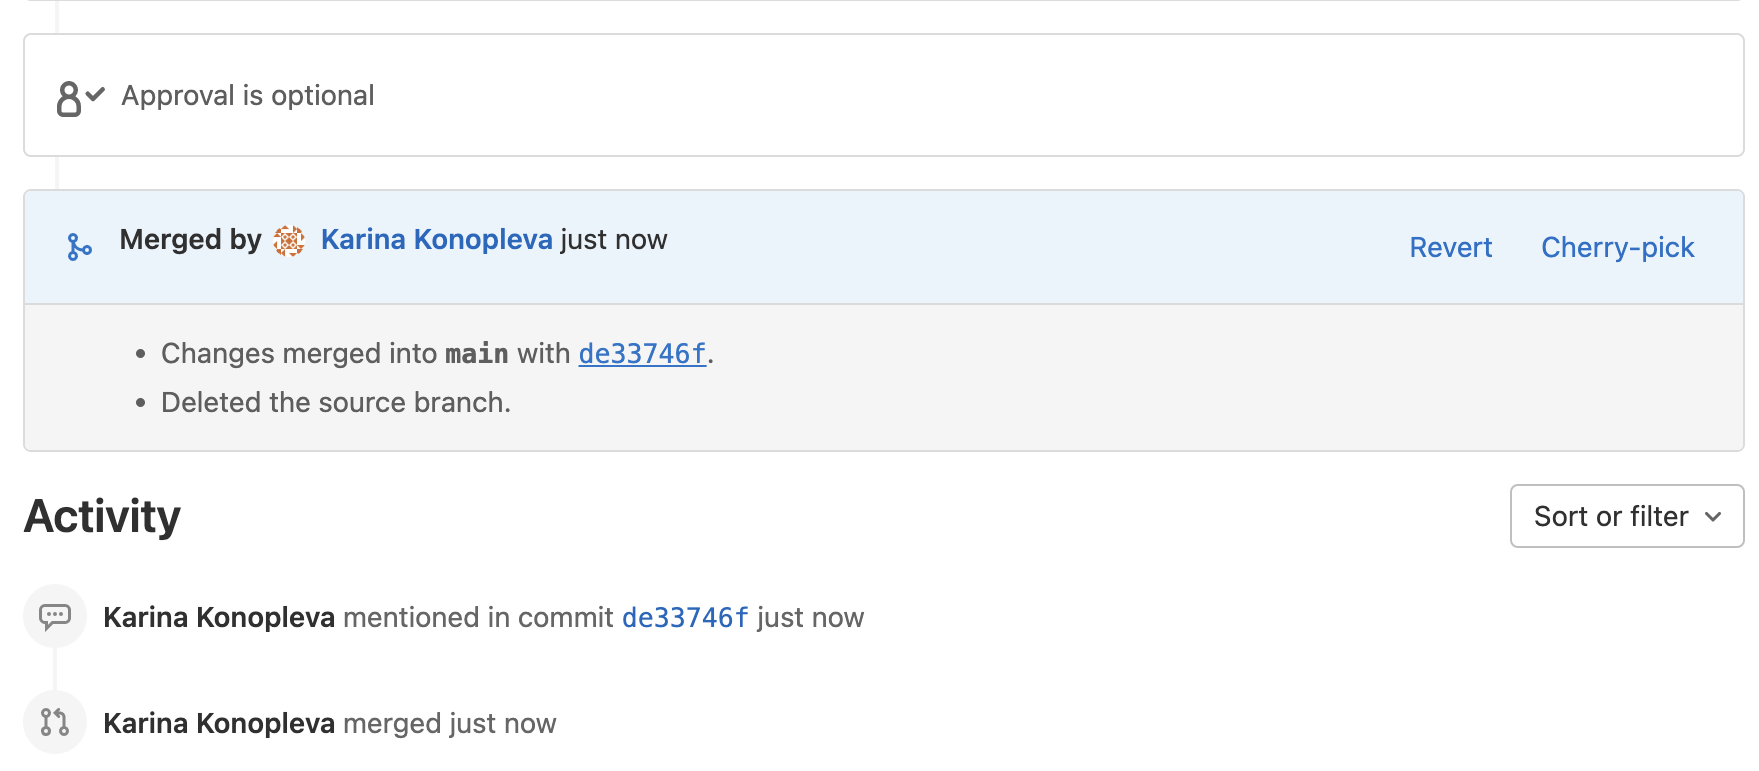 Approval is optional
Merged by Karina Konopleva just now
Revert Cherry-pick
• Changes merged into main with de33746f.
• Deleted the source branch.
Activity
Sort or filter
Karina Konopleva mentioned in commit de33746f just now
Karina Konopleva merged just now